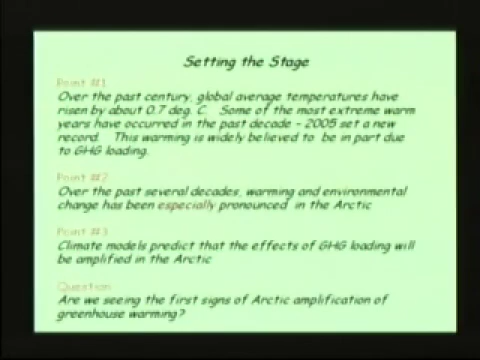 Setting the Stage
Point #1
Over the past century, global average temperatures have
risen by about 0.7 deg. C. Some of the most extreme warm
years have occurred in the past decade - 2005 set a new
record. This warming is widely believed to be in part due
to GHG loading.
Point #2
Over the past several decades, warming and environmental
change has been especially pronounced in the Arctic
Point #3
Climate models predict that the effects of GHG loading will
be amplified in the Arctic
Question
Are we seeing the first signs of Arctic amplification of
greenhouse warming?